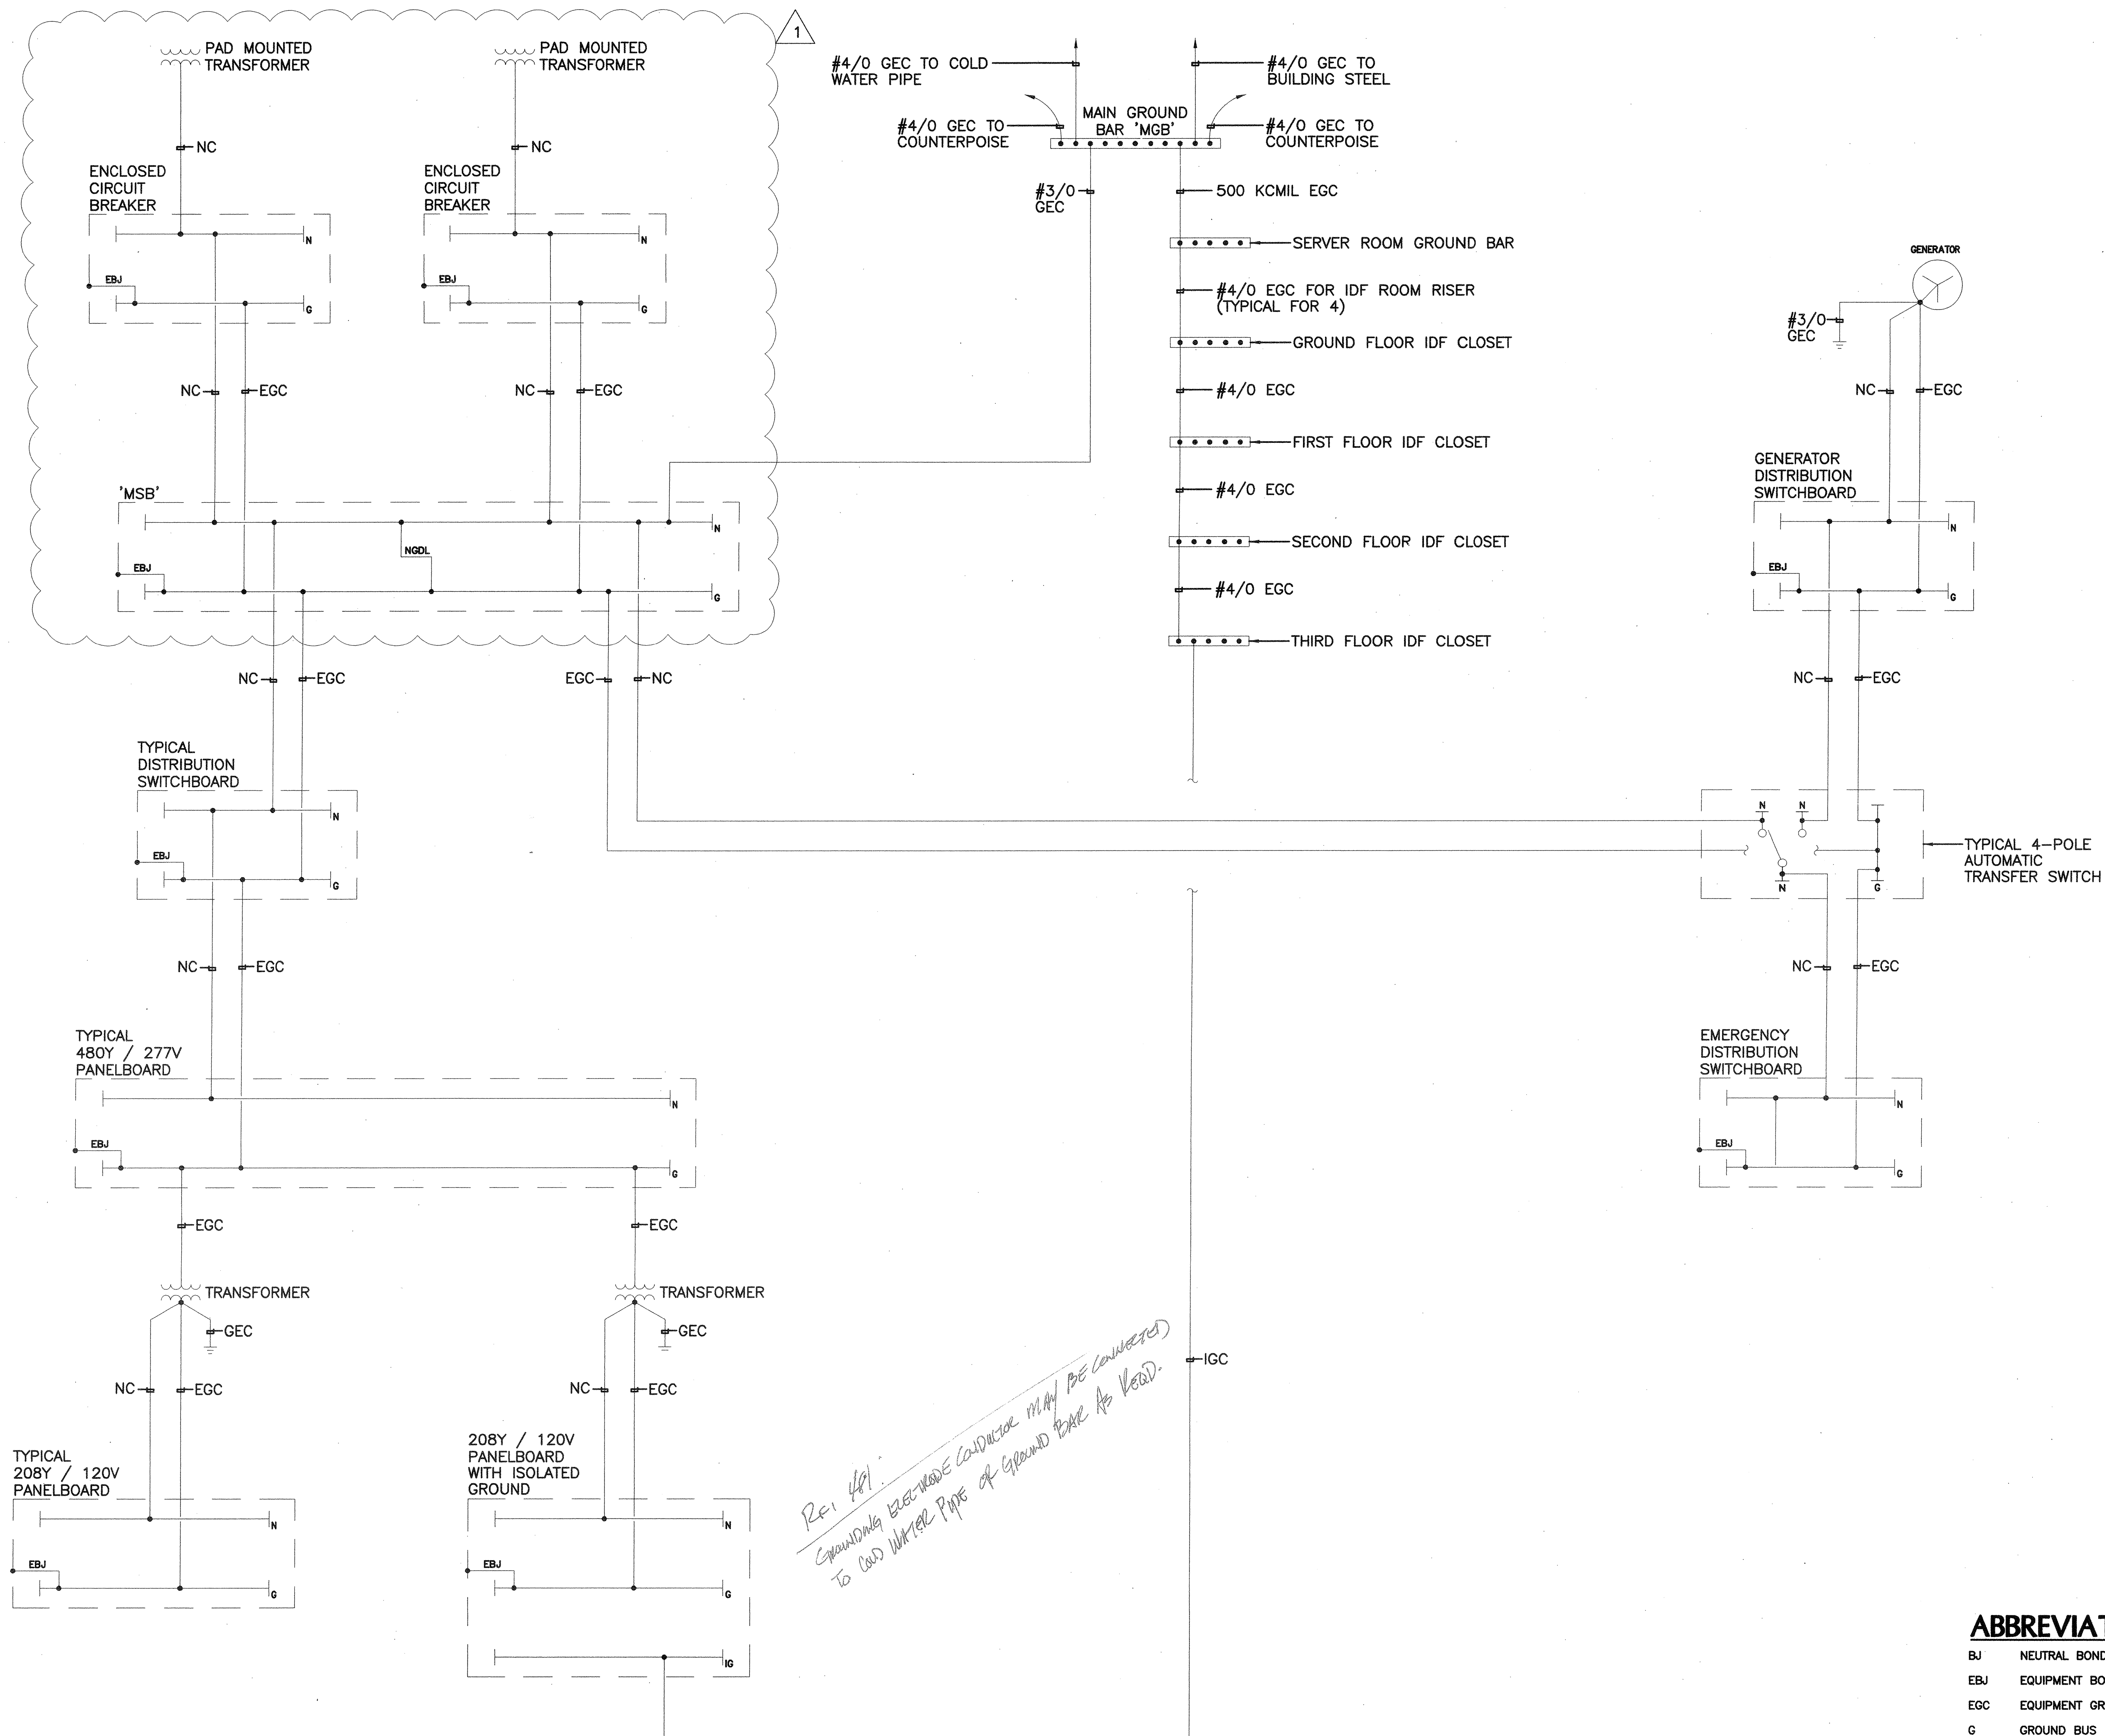 1
PAD MOUNTED
TRANSFORMER
PAD MOUNTED
TRANSFORMER
NC
NC
ENCLOSED
CIRCUIT
BREAKER
ENCLOSED
CIRCUIT
BREAKER
N
EBJ
G
N
EBJ
G
NC
EGC
NC
EGC
'MSB'
N
NGDL
EBJ
G
NC
EGC
EGC
NC
#4/0 GEC TO COLD
WATER PIPE
#4/0 GEC TO
BUILDING STEEL
MAIN GROUND
BAR 'MGB'
#4/0 GEC TO
COUNTERPOISE
#4/0 GEC TO
COUNTERPOISE
#3/0
GEC
500 KCMIL EGC
SERVER ROOM GROUND BAR
#4/0 EGC FOR IDF ROOM RISER
(TYPICAL FOR 4)
GROUND FLOOR IDF CLOSET
#4/0 EGC
FIRST FLOOR IDF CLOSET
#4/0 EGC
SECOND FLOOR IDF CLOSET
#4/0 EGC
THIRD FLOOR IDF CLOSET
GENERATOR
#3/0
GEC
NC
EGC
GENERATOR
DISTRIBUTION
SWITCHBOARD
N
EBJ
G
NC
EGC
N
N
N
G
TYPICAL 4-POLE
AUTOMATIC
TRANSFER SWITCH
NC
EGC
EMERGENCY
DISTRIBUTION
SWITCHBOARD
N
EBJ
G
TYPICAL
DISTRIBUTION
SWITCHBOARD
N
EBJ
G
NC
EGC
TYPICAL
480Y / 277V
PANELBOARD
N
EBJ
G
EGC
EGC
TRANSFORMER
TRANSFORMER
GEC
GEC
NC
EGC
NC
EGC
TYPICAL
208Y / 120V
PANELBOARD
N
EBJ
G
208Y / 120V
PANELBOARD
WITH ISOLATED
GROUND
N
EBJ
G
IG
IGC
RFI 481:
GROUNDING ELECTRODE CONDUCTOR MAY BE CONNECTED
TO COLD WATER PIPE OR GROUND BAR AS REQD.
ABBREVIAT
BJ NEUTRAL BOND
EBJ EQUIPMENT BO
EGC EQUIPMENT GR
G GROUND BUS